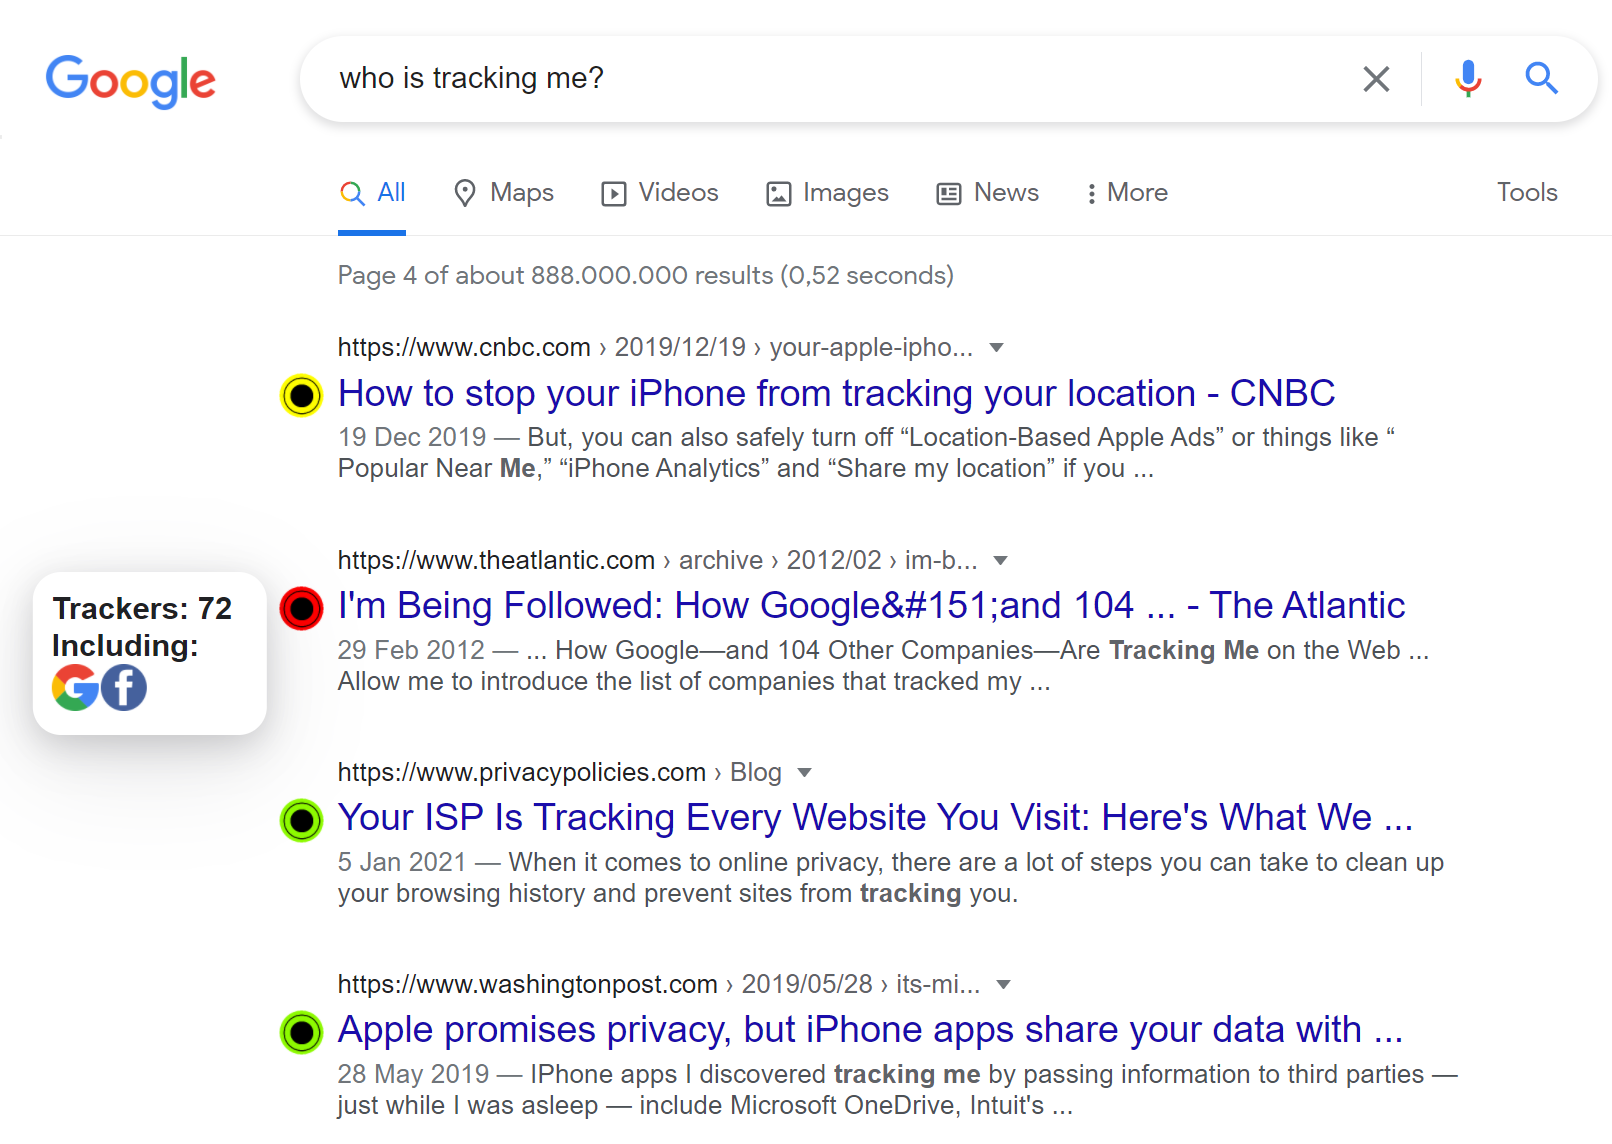 Google
who is tracking me?
All
Maps
Videos
Images
News
More
Tools
Page 4 of about 888.000.000 results (0,52 seconds)
https://www.cnbc.com › 2019/12/19 › your-apple-ipho...
How to stop your iPhone from tracking your location - CNBC
19 Dec 2019 — But, you can also safely turn off “Location-Based Apple Ads” or things like “
Popular Near Me,” “iPhone Analytics” and “Share my location” if you ...
https://www.theatlantic.com › archive › 2012/02 › im-b...
Trackers: 72
Including:
I'm Being Followed: How Google&#151;and 104 ... - The Atlantic
29 Feb 2012 — ... How Google—and 104 Other Companies—Are Tracking Me on the Web ...
Allow me to introduce the list of companies that tracked my ...
https://www.privacypolicies.com › Blog
Your ISP Is Tracking Every Website You Visit: Here's What We ...
5 Jan 2021 — When it comes to online privacy, there are a lot of steps you can take to clean up
your browsing history and prevent sites from tracking you.
https://www.washingtonpost.com › 2019/05/28 › its-mi...
Apple promises privacy, but iPhone apps share your data with ...
28 May 2019 — IPhone apps I discovered tracking me by passing information to third parties —
just while I was asleep — include Microsoft OneDrive, Intuit's ...